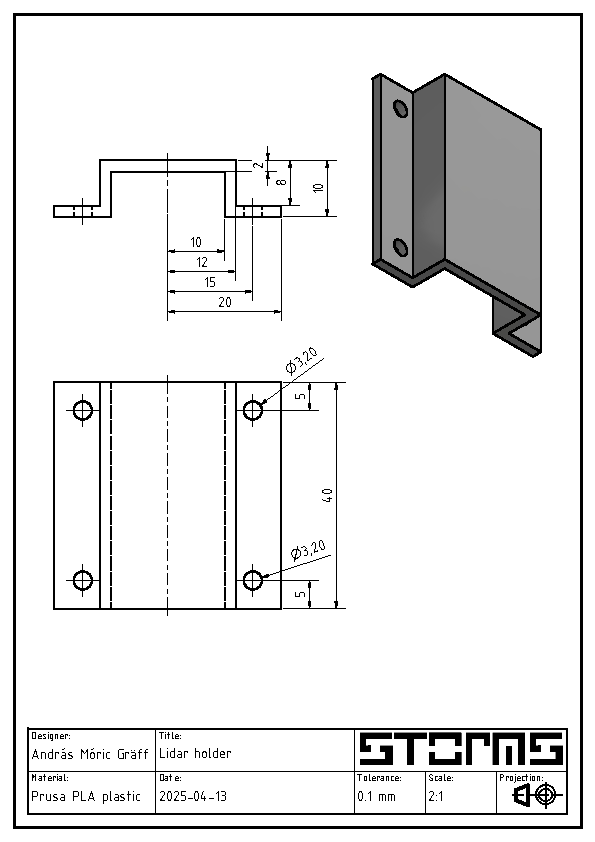 2
8
10
10
12
15
20
Ø3,20
5
40
Ø3,20
5
Designer:
András Móric Gräff
Title:
Lidar holder
STORMS
Material:
Prusa PLA plastic
Date:
2025-04-13
Tolerance:
0.1 mm
Scale:
2:1
Projection: